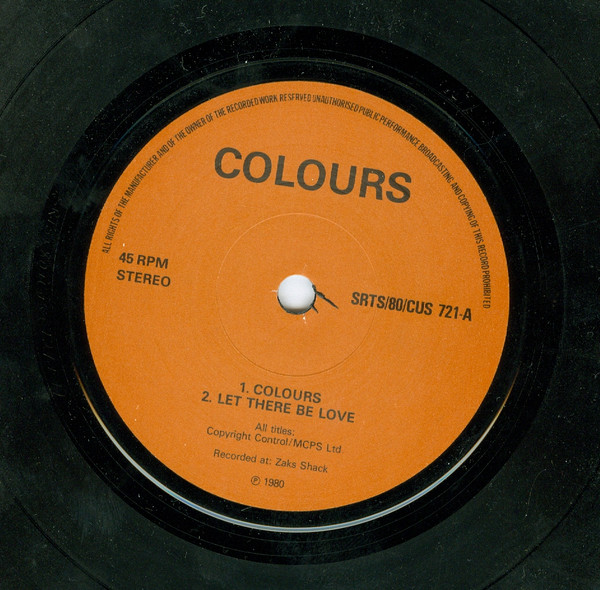 ALL RIGHTS OF THE MANUFACTURER AND OF THE OWNER OF THE RECORDED WORK RESERVED UNAUTHORISED PUBLIC PERFORMANCE BROADCASTING AND COPYING OF THIS RECORD PROHIBITED
COLOURS
45 RPM
STEREO
SRTS/80/CUS 721-A
1. COLOURS
2. LET THERE BE LOVE
All titles:
Copyright Control/MCPS Ltd
Recorded at: Zaks Shack
℗ 1980